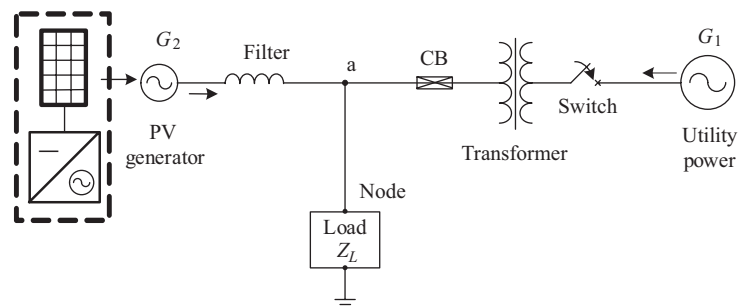 G2
Filter
a
CB
G1
PV
generator
Transformer
Switch
Utility
power
Node
Load
ZL